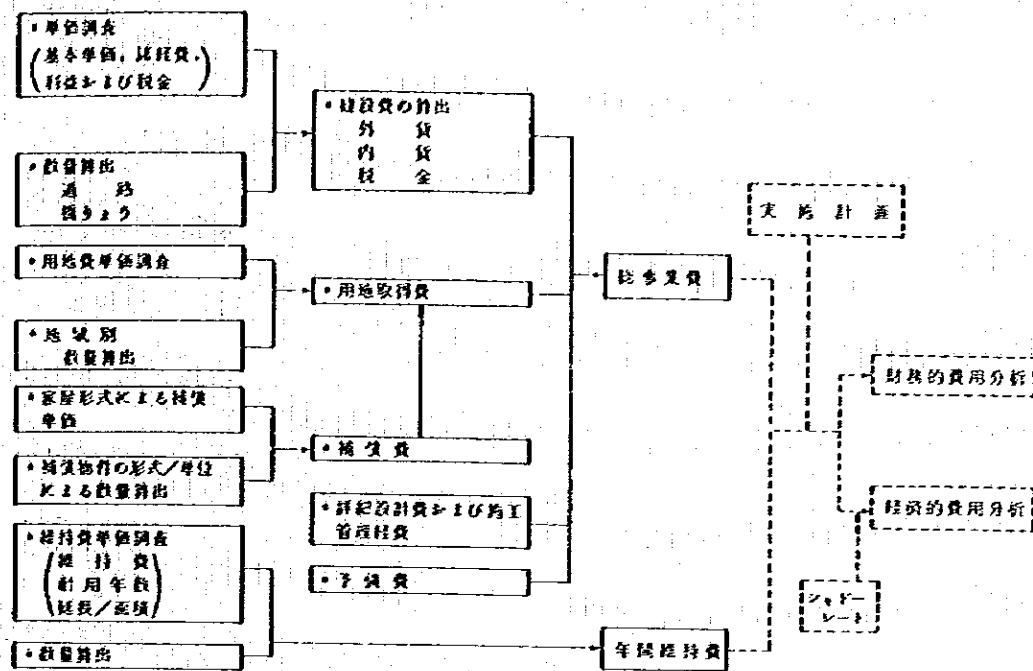 ・単価調査
(基本単価, 諸経費,
利益および税金)
・数量算出
道路
橋りょう
・用地費単価調査
・地域別
数量算出
・家屋形式による補償
単価
・補償物件の形式/単位
による数量算出
・維持費単価調査
(維持費
耐用年数
延長/面積)
・数量算出
・建設費の算出
外貨
内貨
税金
・用地取得費
・補償費
・詳細設計費および施工
管理経費
・予備費
総事業費
年間維持費
実施計画
財務的費用分析
経済的費用分析
シャドー
レート